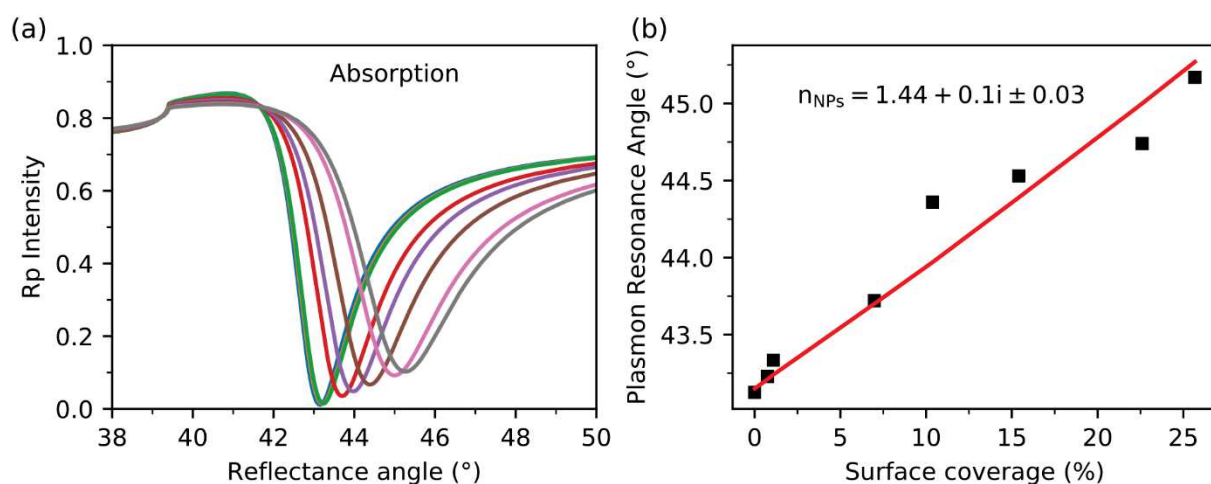 (a)
1.0
0.8
0.6
0.4
0.2
0.0
Rp Intensity
Absorption
38 40 42 44 46 48 50
Reflectance angle (°)
(b)
45.0
44.5
44.0
43.5
Plasmon Resonance Angle (°)
nNPs = 1.44 + 0.1i ± 0.03
0 5 10 15 20 25
Surface coverage (%)